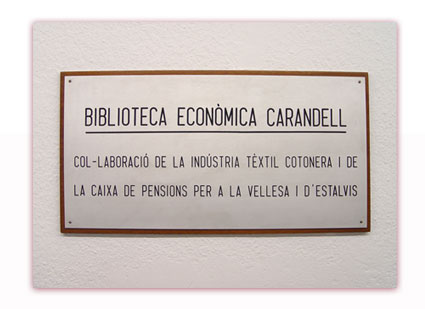 BIBLIOTECA ECONÒMICA CARANDELL
COL-LABORACIÓ DE LA INDÚSTRIA TÈXTIL COTONERA I DE
LA CAIXA DE PENSIONS PER A LA VELLESA I D'ESTALVIS